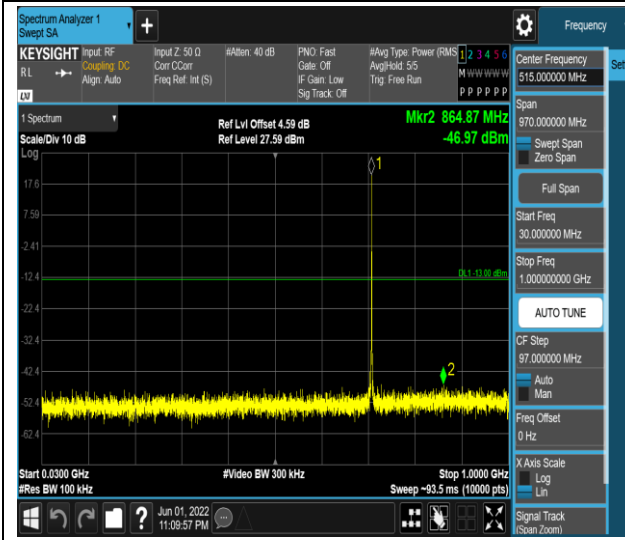 Spectrum Analyzer 1
Swept SA
+
Frequency
KEYSIGHT
RL
LXI
Input: RF
Coupling: DC
Align: Auto
Input Z: 50 Ω
Corr CCorr
Freq Ref: Int (S)
#Atten: 40 dB
PNO: Fast
Gate: Off
IF Gain: Low
Sig Track: Off
#Avg Type: Power (RMS
Avg|Hold: 5/5
Trig: Free Run
1 2 3 4 5 6
M W W W W W
P P P P P P
1 Spectrum
Scale/Div 10 dB
Log
Ref Lvl Offset 4.59 dB
Ref Level 27.59 dBm
Mkr2 864.87 MHz
-46.97 dBm
1
17.6
7.59
-2.41
-12.4
DL1 -13.00 dBm
-22.4
-32.4
-42.4
2
-52.4
-62.4
Start 0.0300 GHz
#Res BW 100 kHz
#Video BW 300 kHz
Stop 1.0000 GHz
Sweep ~93.5 ms (10000 pts)
?
Jun 01, 2022
11:09:57 PM
Center Frequency
515.000000 MHz
Set
Span
970.000000 MHz
Swept Span
Zero Span
Full Span
Start Freq
30.000000 MHz
Stop Freq
1.000000000 GHz
AUTO TUNE
CF Step
97.000000 MHz
Auto
Man
Freq Offset
0 Hz
X Axis Scale
Log
Lin
Signal Track
(Span Zoom)